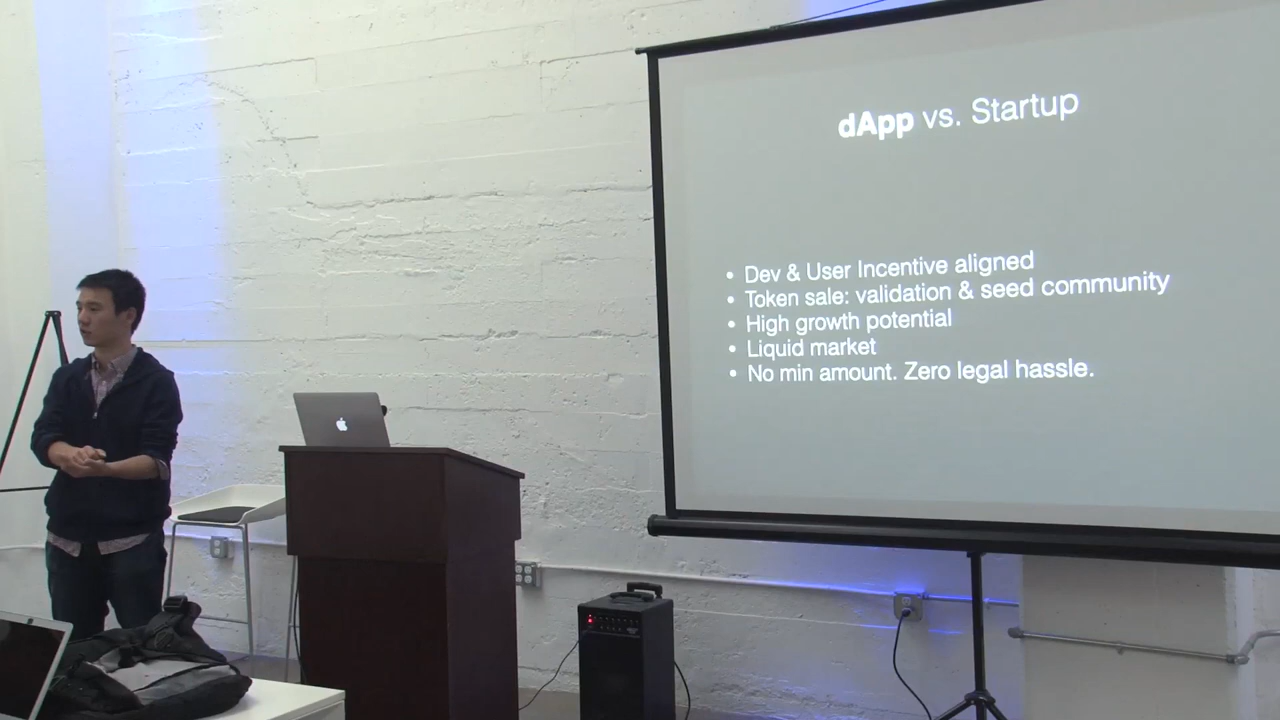 dApp vs. Startup
• Dev & User Incentive aligned
• Token sale: validation & seed community
• High growth potential
• Liquid market
• No min amount. Zero legal hassle.